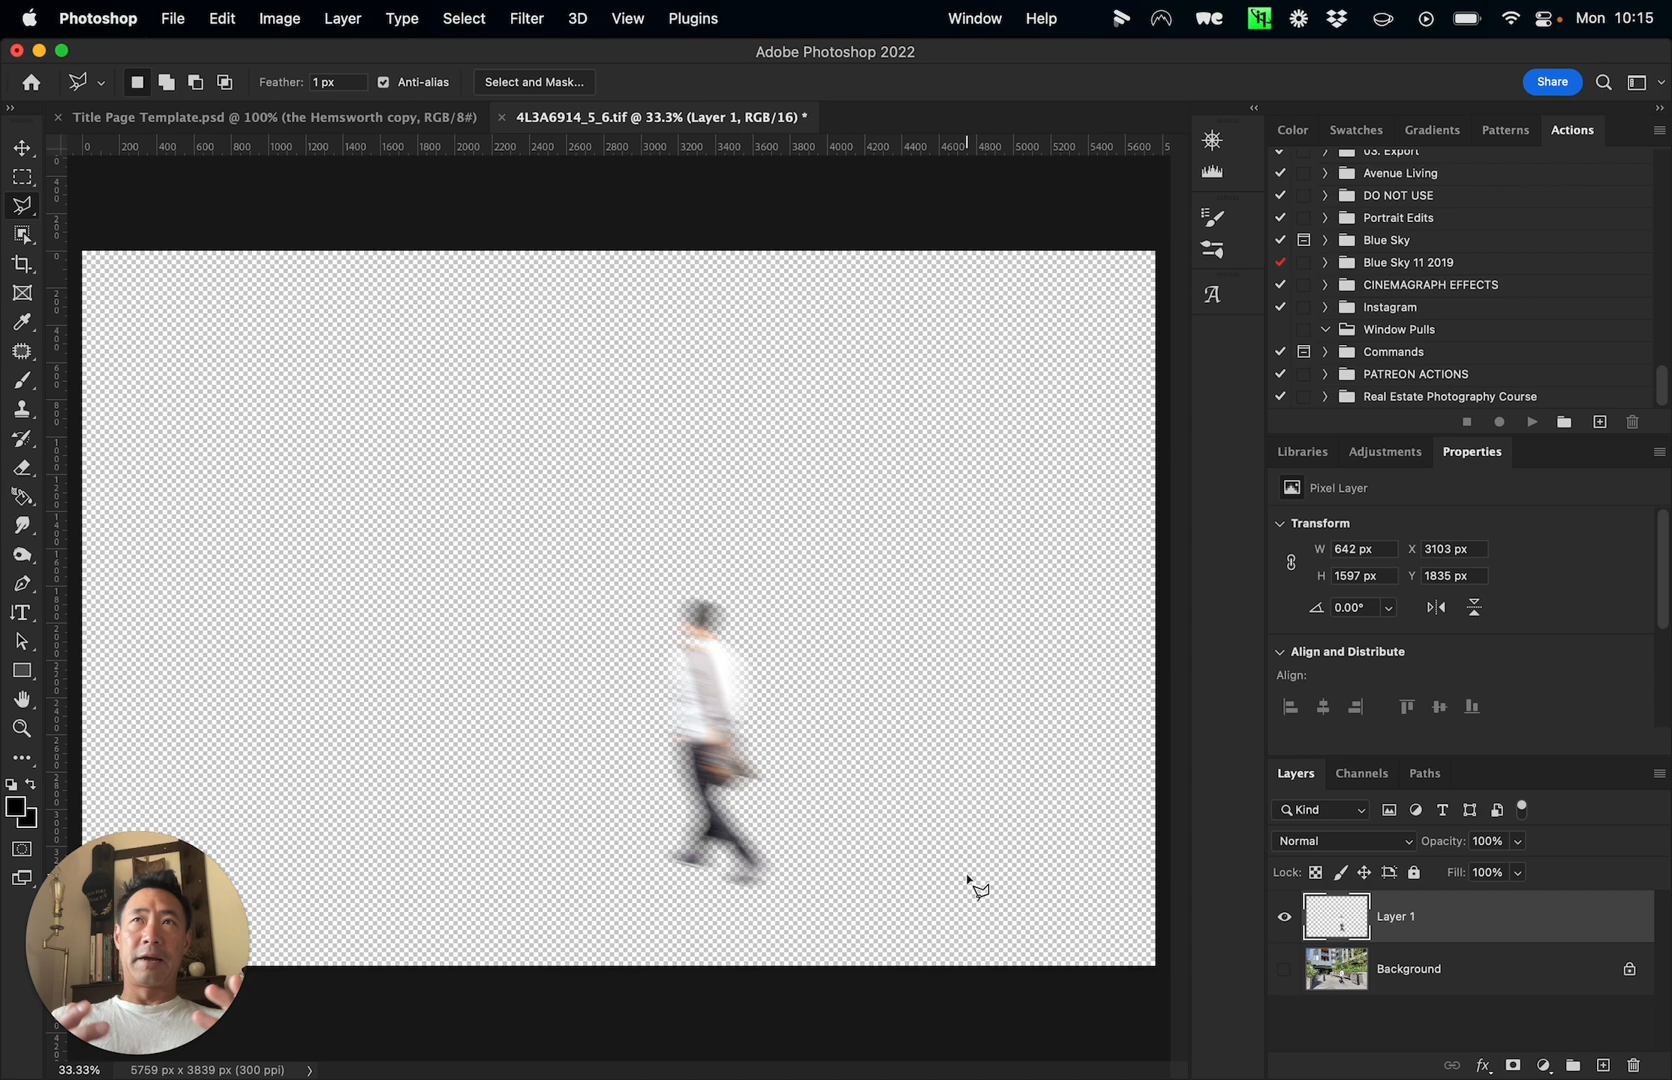 Photoshop File Edit Image Layer Type Select Filter 3D View Plugins Window Help Mon 10:15
Adobe Photoshop 2022
Feather: 1 px Anti-alias Select and Mask... Share
Title Page Template.psd @ 100% (the Hemsworth copy, RGB/8#) 4L3A6914_5_6.tif @ 33.3% (Layer 1, RGB/16) *
0 200 400 600 800 1000 1200 1400 1600 1800 2000 2200 2400 2600 2800 3000 3200 3400 3600 3800 4000 4200 4400 4600 4800 5000 5200 5400 5600 5
Color Swatches Gradients Patterns Actions
03. Export
Avenue Living
DO NOT USE
Portrait Edits
Blue Sky
Blue Sky 11 2019
CINEMAGRAPH EFFECTS
Instagram
Window Pulls
Commands
PATREON ACTIONS
Real Estate Photography Course
Libraries Adjustments Properties
Pixel Layer
Transform
W 642 px X 3103 px
H 1597 px Y 1835 px
0.00°
Align and Distribute
Align:
Layers Channels Paths
Kind
Normal Opacity: 100%
Lock: Fill: 100%
Layer 1
Background
33.33% 5759 px x 3839 px (300 ppi)